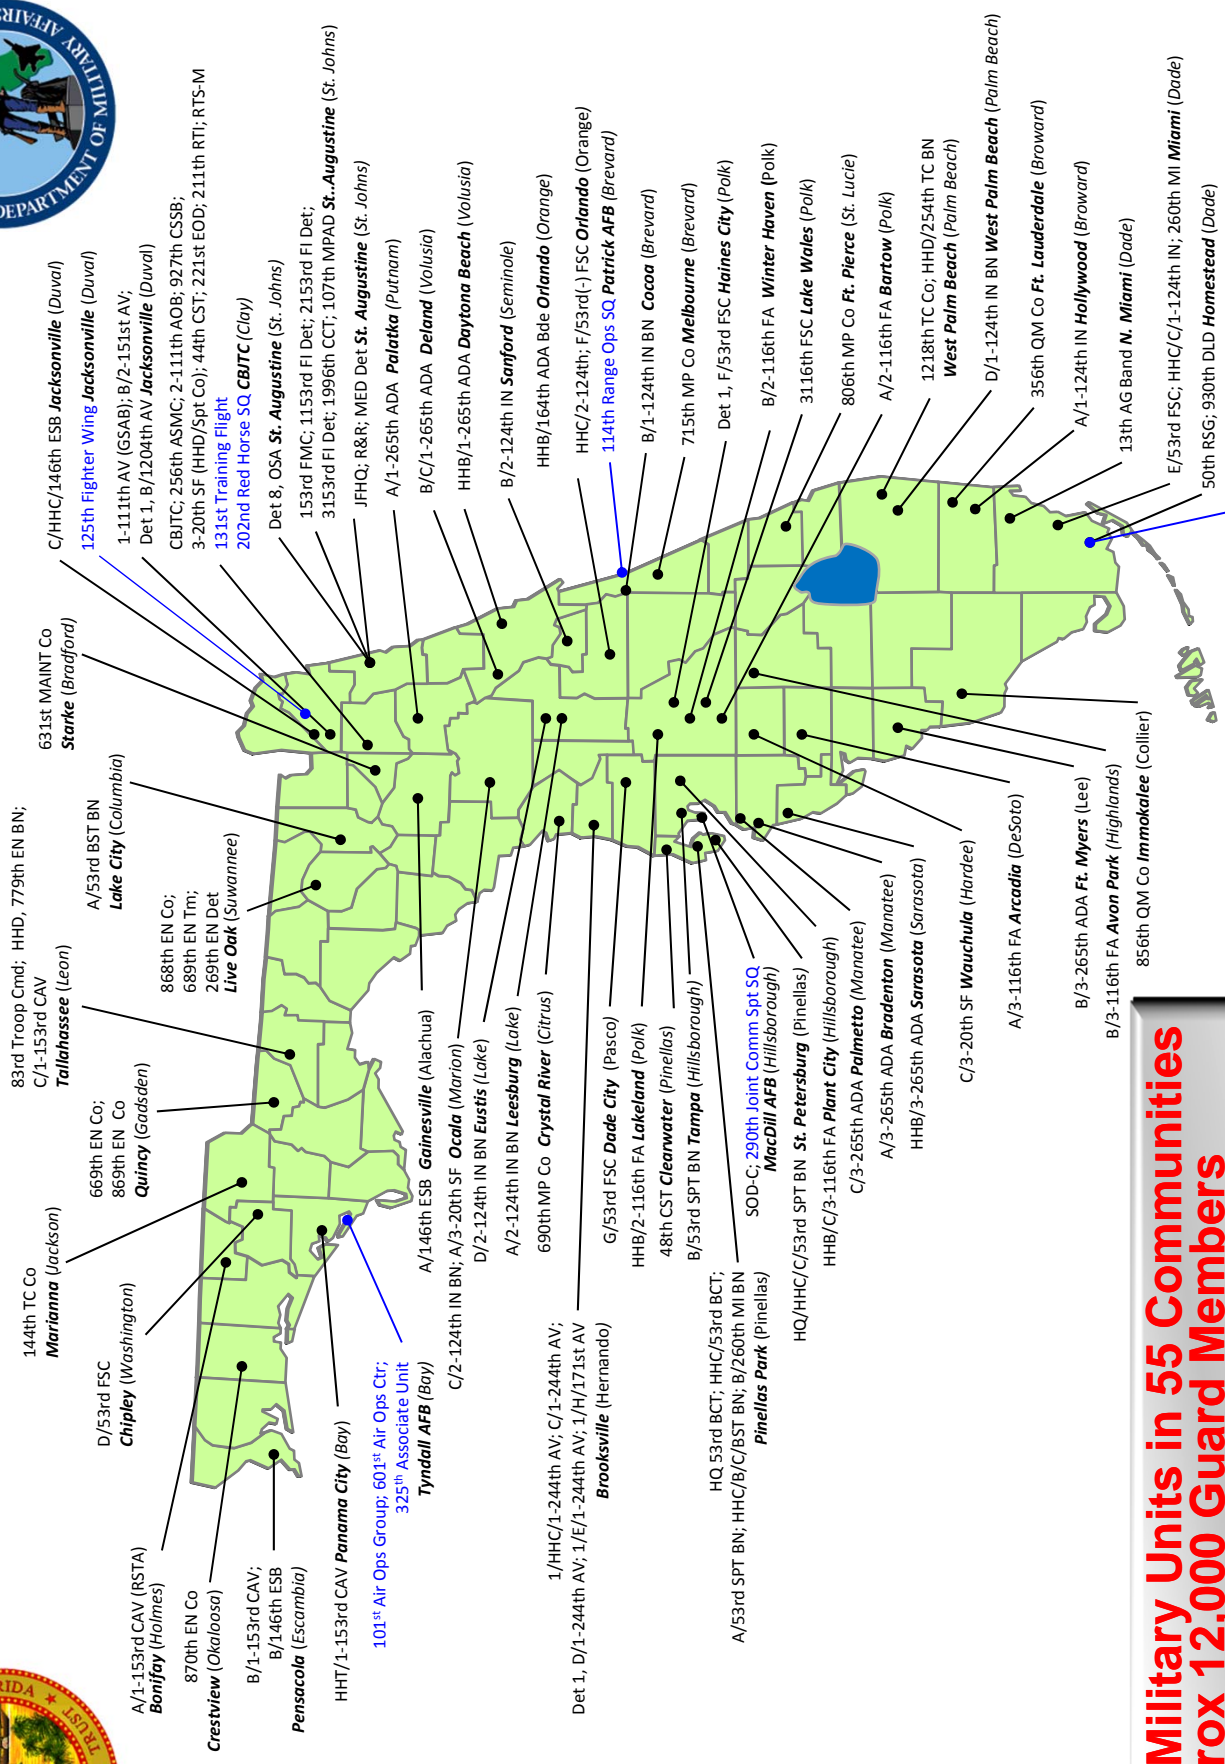 DEPARTMENT OF MILITARY AFFAIRS
TRUST
83rd Troop Cmd; HHD, 779th EN BN;
C/1-153rd CAV
Tallahassee (Leon)
631st MAINT Co
Starke (Bradford)
A/53rd BST BN
Lake City (Columbia)
868th EN Co;
689th EN Tm;
269th EN Det
Live Oak (Suwannee)
669th EN Co;
869th EN Co
Quincy (Gadsden)
144th TC Co
Marianna (Jackson)
D/53rd FSC
Chipley (Washington)
A/1-153rd CAV (RSTA)
Bonifay (Holmes)
870th EN Co
Crestview (Okaloosa)
B/1-153rd CAV;
B/146th ESB
Pensacola (Escambia)
HHT/1-153rd CAV Panama City (Bay)
101st Air Ops Group; 601st Air Ops Ctr;
325th Associate Unit
Tyndall AFB (Bay)
C/HHC/146th ESB Jacksonville (Duval)
125th Fighter Wing Jacksonville (Duval)
1-111th AV (GSAB); B/2-151st AV;
Det 1, B/1204th AV Jacksonville (Duval)
CBJTC; 256th ASMC; 2-111th AOB; 927th CSSB;
3-20th SF (HHD/Spt Co); 44th CST; 221st EOD; 211th RTI; RTS-M
131st Training Flight
202nd Red Horse SQ CBJTC (Clay)
Det 8, OSA St. Augustine (St. Johns)
153rd FMC; 1153rd FI Det; 2153rd FI Det;
3153rd FI Det; 1996th CCT; 107th MPAD St..Augustine (St. Johns)
JFHQ; R&R; MED Det St. Augustine (St. Johns)
A/1-265th ADA Palatka (Putnam)
B/C/1-265th ADA Deland (Volusia)
HHB/1-265th ADA Daytona Beach (Volusia)
B/2-124th IN Sanford (Seminole)
HHB/164th ADA Bde Orlando (Orange)
HHC/2-124th; F/53rd(-) FSC Orlando (Orange)
114th Range Ops SQ Patrick AFB (Brevard)
B/1-124th IN BN Cocoa (Brevard)
715th MP Co Melbourne (Brevard)
Det 1, F/53rd FSC Haines City (Polk)
B/2-116th FA Winter Haven (Polk)
3116th FSC Lake Wales (Polk)
806th MP Co Ft. Pierce (St. Lucie)
A/2-116th FA Bartow (Polk)
1218th TC Co; HHD/254th TC BN
West Palm Beach (Palm Beach)
D/1-124th IN BN West Palm Beach (Palm Beach)
356th QM Co Ft. Lauderdale (Broward)
A/1-124th IN Hollywood (Broward)
13th AG Band N. Miami (Dade)
E/53rd FSC; HHC/C/1-124th IN; 260th MI Miami (Dade)
50th RSG; 930th DLD Homestead (Dade)
A/146th ESB Gainesville (Alachua)
C/2-124th IN BN; A/3-20th SF Ocala (Marion)
D/2-124th IN BN Eustis (Lake)
A/2-124th IN BN Leesburg (Lake)
690th MP Co Crystal River (Citrus)
1/HHC/1-244th AV; C/1-244th AV;
Det 1, D/1-244th AV; 1/E/1-244th AV; 1/H/171st AV
Brooksville (Hernando)
G/53rd FSC Dade City (Pasco)
HHB/2-116th FA Lakeland (Polk)
48th CST Clearwater (Pinellas)
B/53rd SPT BN Tampa (Hillsborough)
HQ 53rd BCT; HHC/53rd BCT;
A/53rd SPT BN; HHC/B/C/BST BN; B/260th MI BN
Pinellas Park (Pinellas)
SOD-C; 290th Joint Comm Spt SQ
MacDill AFB (Hillsborough)
HQ/HHC/C/53rd SPT BN St. Petersburg (Pinellas)
HHB/C/3-116th FA Plant City (Hillsborough)
C/3-265th ADA Palmetto (Manatee)
A/3-265th ADA Bradenton (Manatee)
HHB/3-265th ADA Sarasota (Sarasota)
C/3-20th SF Wauchula (Hardee)
A/3-116th FA Arcadia (DeSoto)
B/3-265th ADA Ft. Myers (Lee)
B/3-116th FA Avon Park (Highlands)
856th QM Co Immokalee (Collier)
Military Units in 55 Communities
rox 12,000 Guard Members